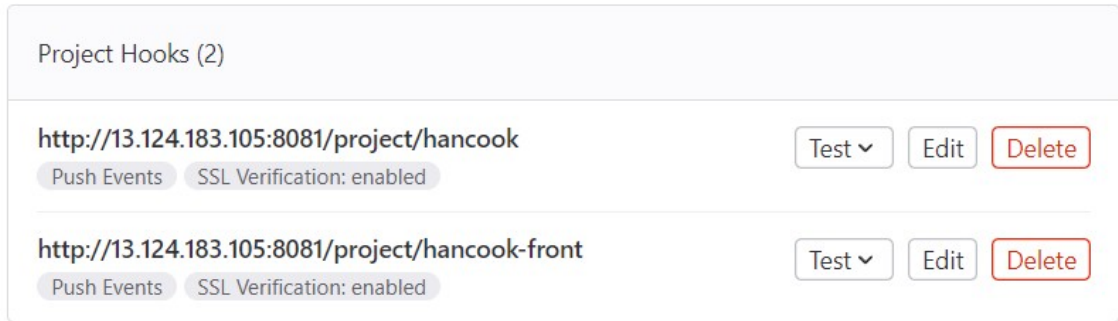 Project Hooks (2)
http://13.124.183.105:8081/project/hancook
Test Edit Delete
Push Events SSL Verification: enabled
http://13.124.183.105:8081/project/hancook-front
Test Edit Delete
Push Events SSL Verification: enabled